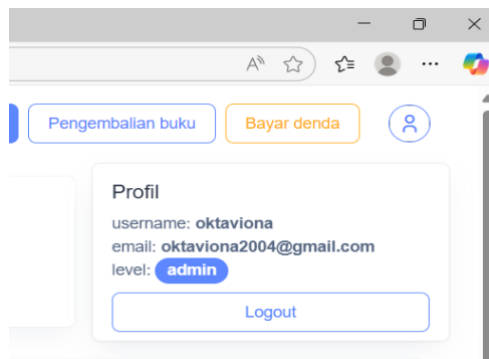 Pengembalian buku
Bayar denda
Profil
username: oktaviona
email: oktaviona2004@gmail.com
level: admin
Logout